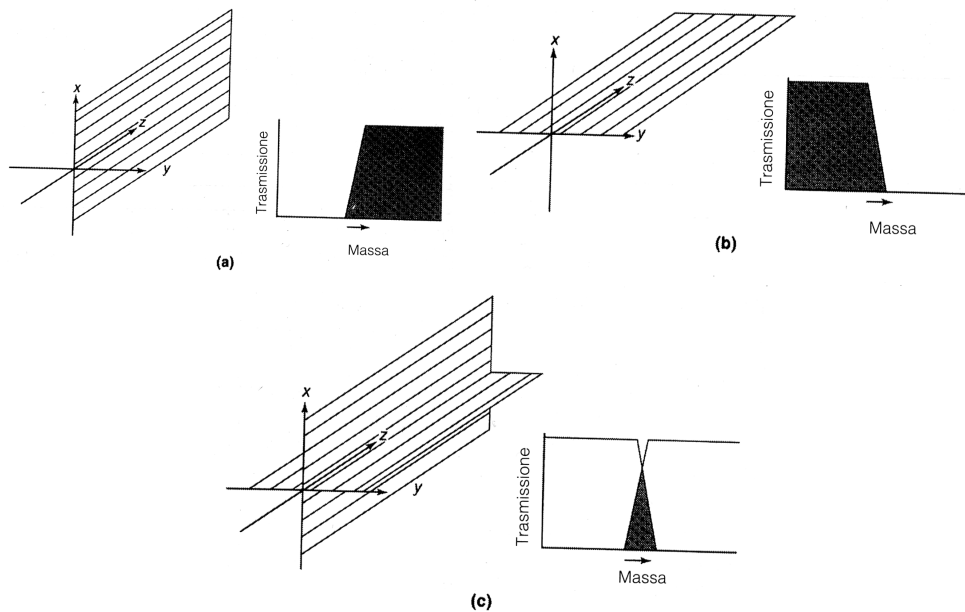 x
z
y
Trasmissione
Massa
(a)
x
z
y
Trasmissione
Massa
(b)
x
z
y
Trasmissione
Massa
(c)